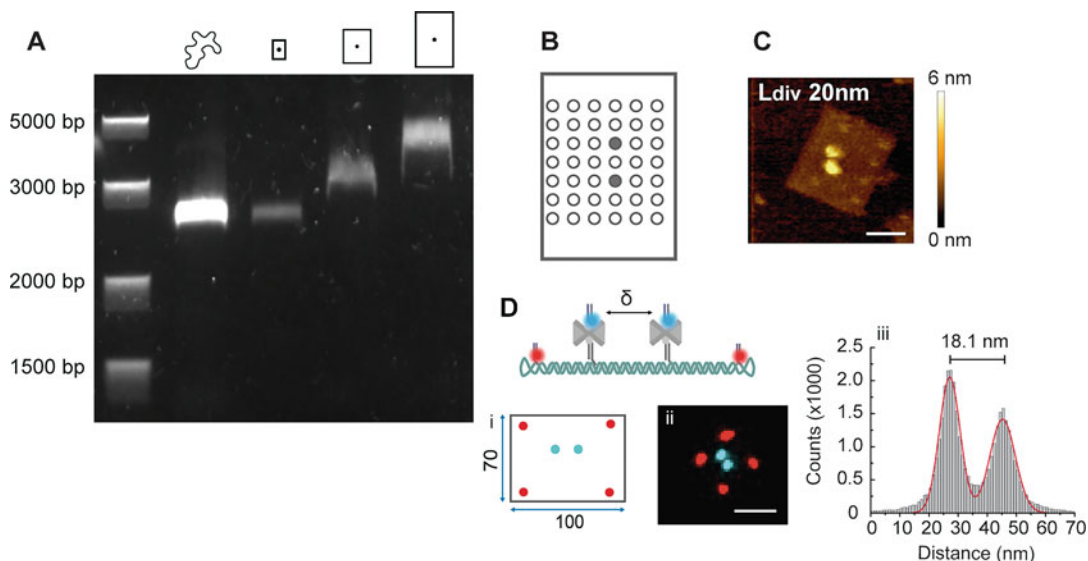 A
5000 bp
3000 bp
2000 bp
1500 bp
B
C
Ldiv 20nm
6 nm
0 nm
D
δ
i
70
100
ii
iii
18.1 nm
2.5
2.0
1.5
1.0
0.5
0
Counts (x1000)
0 10 20 30 40 50 60 70
Distance (nm)